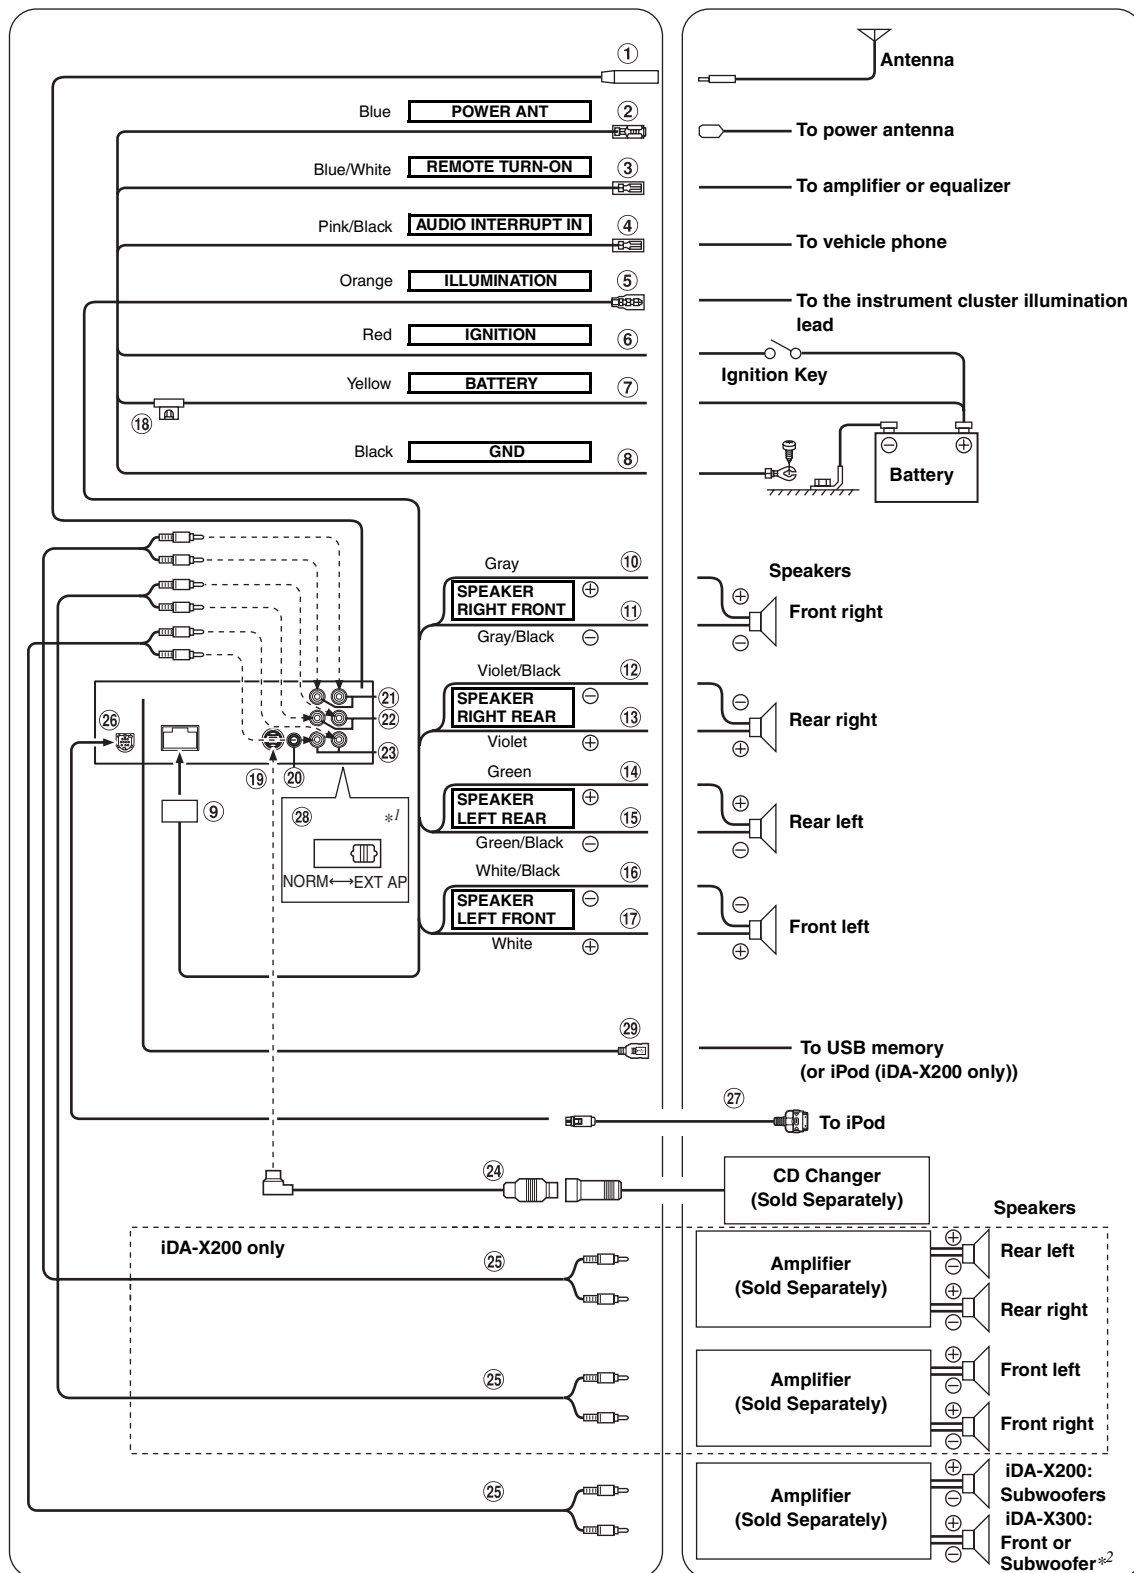 ①
Antenna
Blue POWER ANT ②
To power antenna
Blue/White REMOTE TURN-ON ③
To amplifier or equalizer
Pink/Black AUDIO INTERRUPT IN ④
To vehicle phone
Orange ILLUMINATION ⑤
To the instrument cluster illumination
lead
Red IGNITION ⑥
Ignition Key
Yellow BATTERY ⑦
⑱
Black GND ⑧
⊖ ⊕
Battery
Gray ⑩
SPEAKER ⊕
RIGHT FRONT ⑪
Gray/Black ⊖
Speakers
⊕
Front right
⊖
Violet/Black ⑫
SPEAKER ⊖
RIGHT REAR ⑬
Violet ⊕
⊖
Rear right
⊕
㉑
㉒
㉓
㉖
⑲ ⑳
⑨
㉘ *1
NORM↔EXT AP
Green ⑭
SPEAKER ⊕
LEFT REAR ⑮
Green/Black ⊖
⊕
Rear left
⊖
White/Black ⑯
SPEAKER ⊖
LEFT FRONT ⑰
White ⊕
⊖
Front left
⊕
㉙
To USB memory
(or iPod (iDA-X200 only))
㉗
To iPod
㉔
CD Changer
(Sold Separately)
Speakers
iDA-X200 only
㉕
Amplifier
(Sold Separately)
⊕
Rear left
⊖
⊕
Rear right
⊖
㉕
Amplifier
(Sold Separately)
⊕
Front left
⊖
⊕
Front right
⊖
㉕
Amplifier
(Sold Separately)
⊕
⊖
iDA-X200:
Subwoofers
⊕
⊖
iDA-X300:
Front or
Subwoofer*2